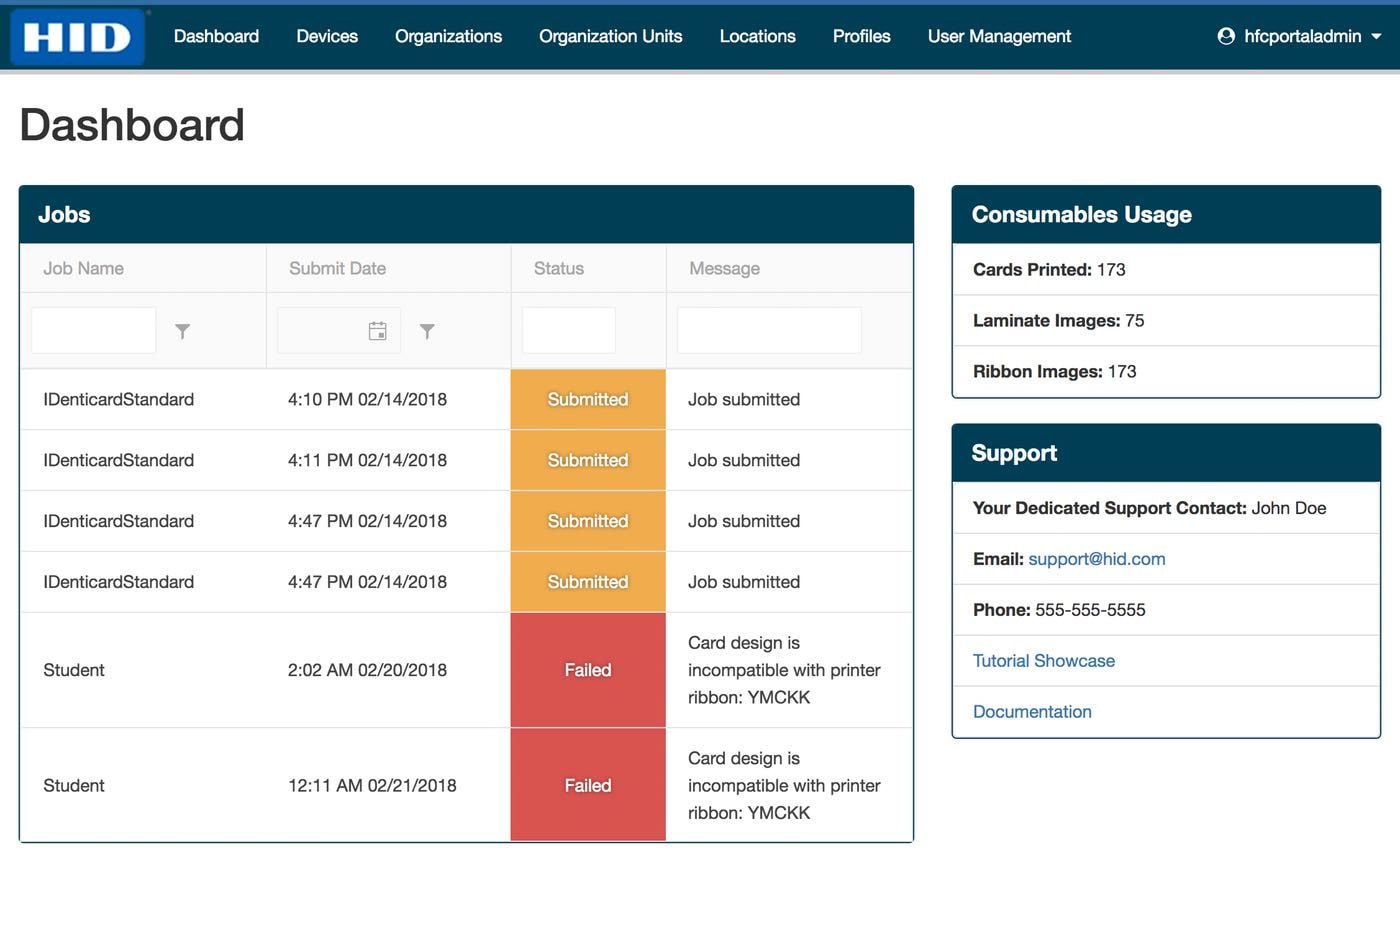 HID Dashboard Devices Organizations Organization Units Locations Profiles User Management hfcportaladmin
Dashboard
Jobs
Job Name Submit Date Status Message
IDenticardStandard 4:10 PM 02/14/2018 Submitted Job submitted
IDenticardStandard 4:11 PM 02/14/2018 Submitted Job submitted
IDenticardStandard 4:47 PM 02/14/2018 Submitted Job submitted
IDenticardStandard 4:47 PM 02/14/2018 Submitted Job submitted
Student 2:02 AM 02/20/2018 Failed Card design is
incompatible with printer
ribbon: YMCKK
Student 12:11 AM 02/21/2018 Failed Card design is
incompatible with printer
ribbon: YMCKK
Consumables Usage
Cards Printed: 173
Laminate Images: 75
Ribbon Images: 173
Support
Your Dedicated Support Contact: John Doe
Email: support@hid.com
Phone: 555-555-5555
Tutorial Showcase
Documentation